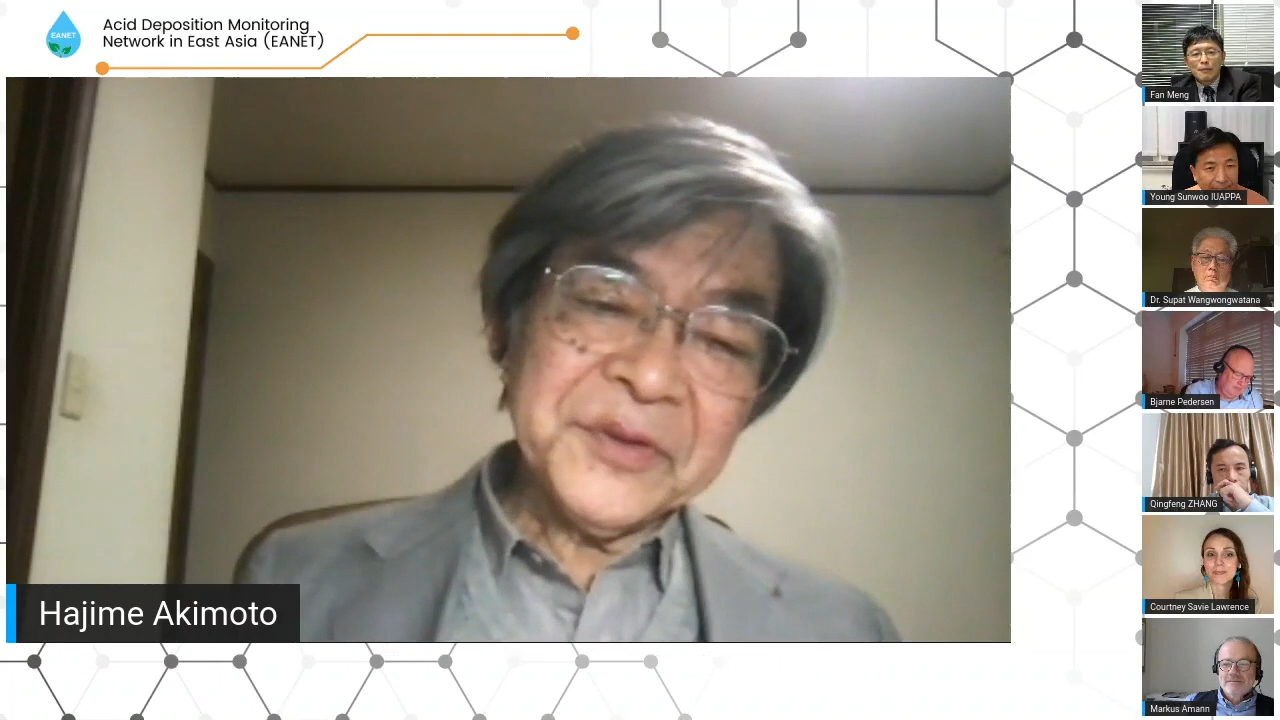 EANET
Acid Deposition Monitoring
Network in East Asia (EANET)
Hajime Akimoto
Fan Meng
Young Sunwoo IUAPPA
Dr. Supat Wangwongwatana
Bjarne Pedersen
Qingfeng ZHANG
Courtney Savie Lawrence
Markus Amann